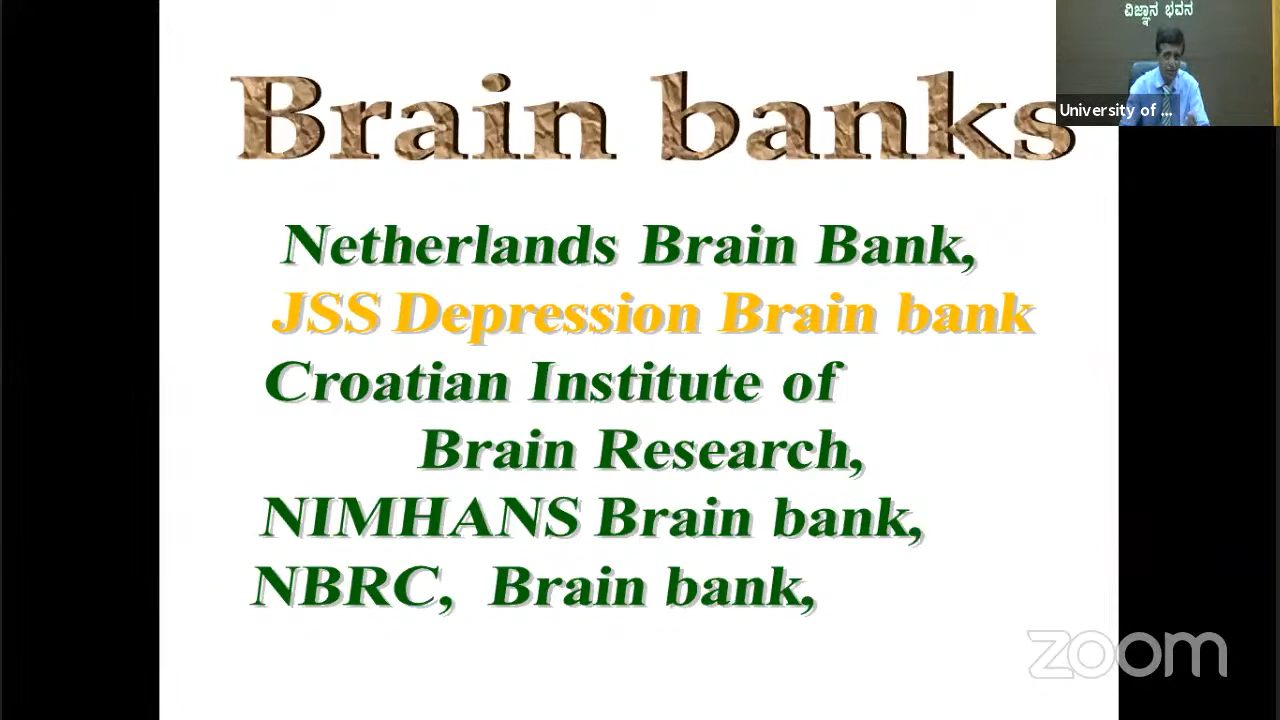 ವಿಜ್ಞಾನ ಭವನ
University of ...
Brain banks
Netherlands Brain Bank,
JSS Depression Brain bank
Croatian Institute of
Brain Research,
NIMHANS Brain bank,
NBRC, Brain bank,
zoom